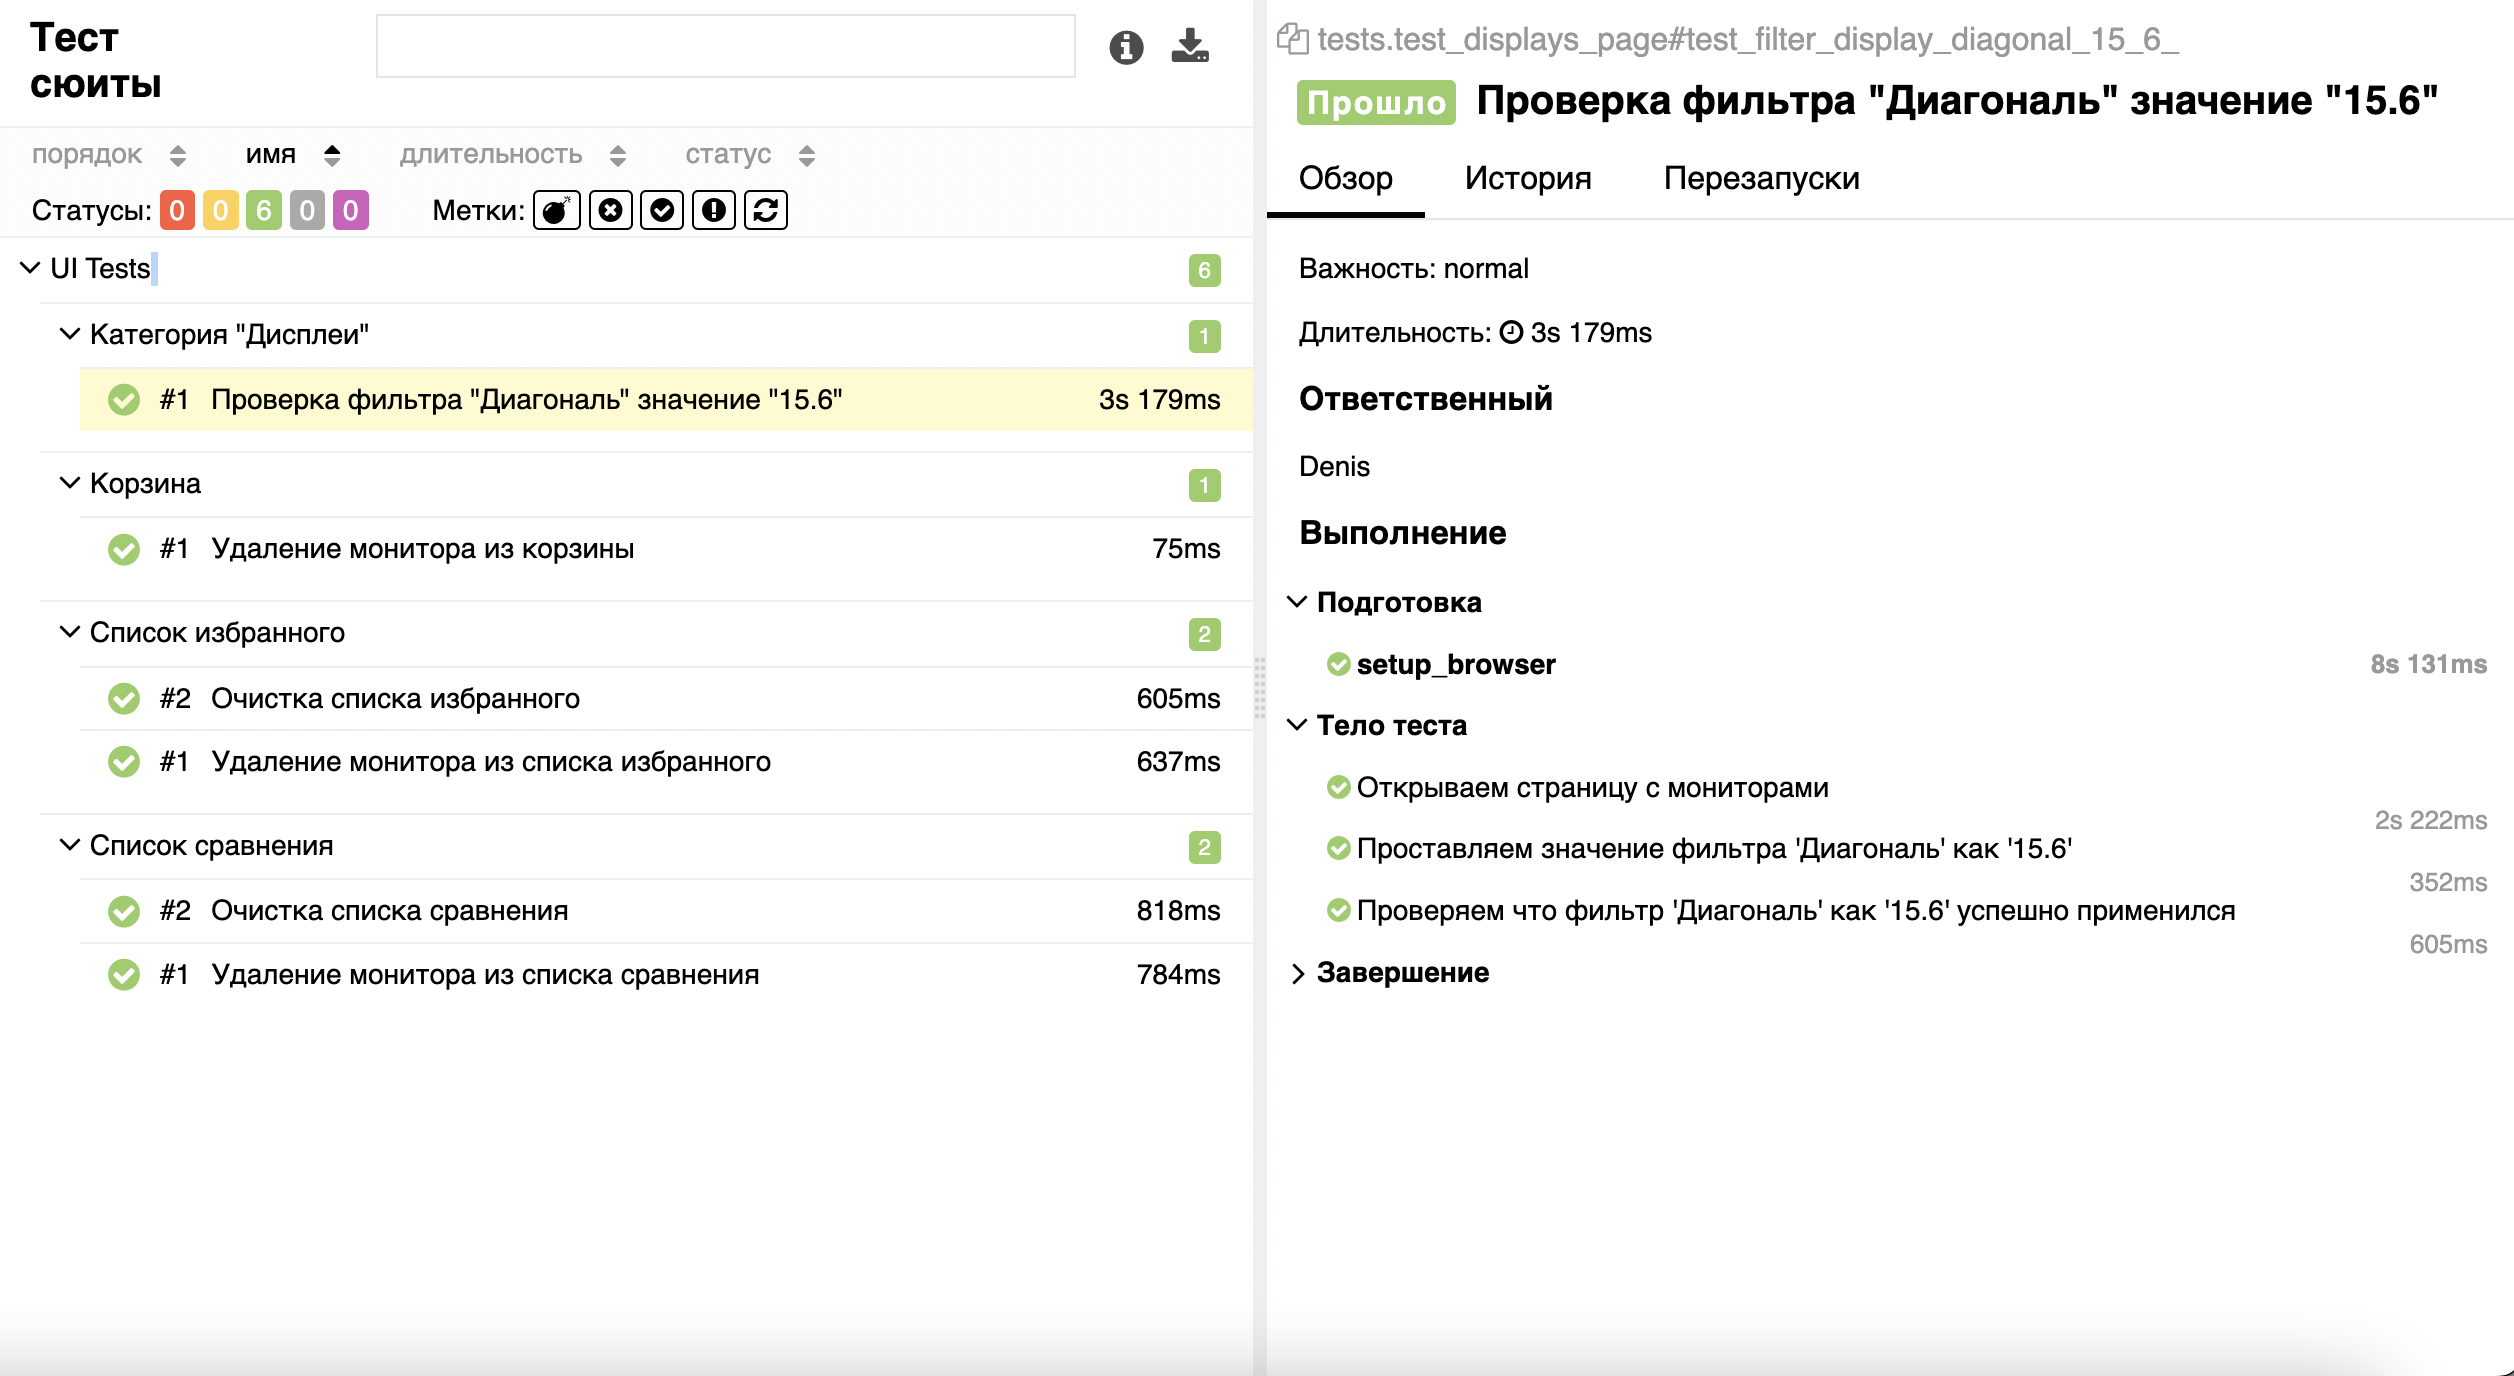 Тест
сюиты
порядок имя длительность статус
Статусы: 0 0 6 0 0 Метки:
UI Tests 6
Категория "Дисплеи" 1
#1 Проверка фильтра "Диагональ" значение "15.6" 3s 179ms
Корзина 1
#1 Удаление монитора из корзины 75ms
Список избранного 2
#2 Очистка списка избранного 605ms
#1 Удаление монитора из списка избранного 637ms
Список сравнения 2
#2 Очистка списка сравнения 818ms
#1 Удаление монитора из списка сравнения 784ms
tests.test_displays_page#test_filter_display_diagonal_15_6_
Прошло Проверка фильтра "Диагональ" значение "15.6"
Обзор История Перезапуски
Важность: normal
Длительность: 3s 179ms
Ответственный
Denis
Выполнение
Подготовка
setup_browser 8s 131ms
Тело теста
Открываем страницу с мониторами
2s 222ms
Проставляем значение фильтра 'Диагональ' как '15.6'
352ms
Проверяем что фильтр 'Диагональ' как '15.6' успешно применился
605ms
Завершение